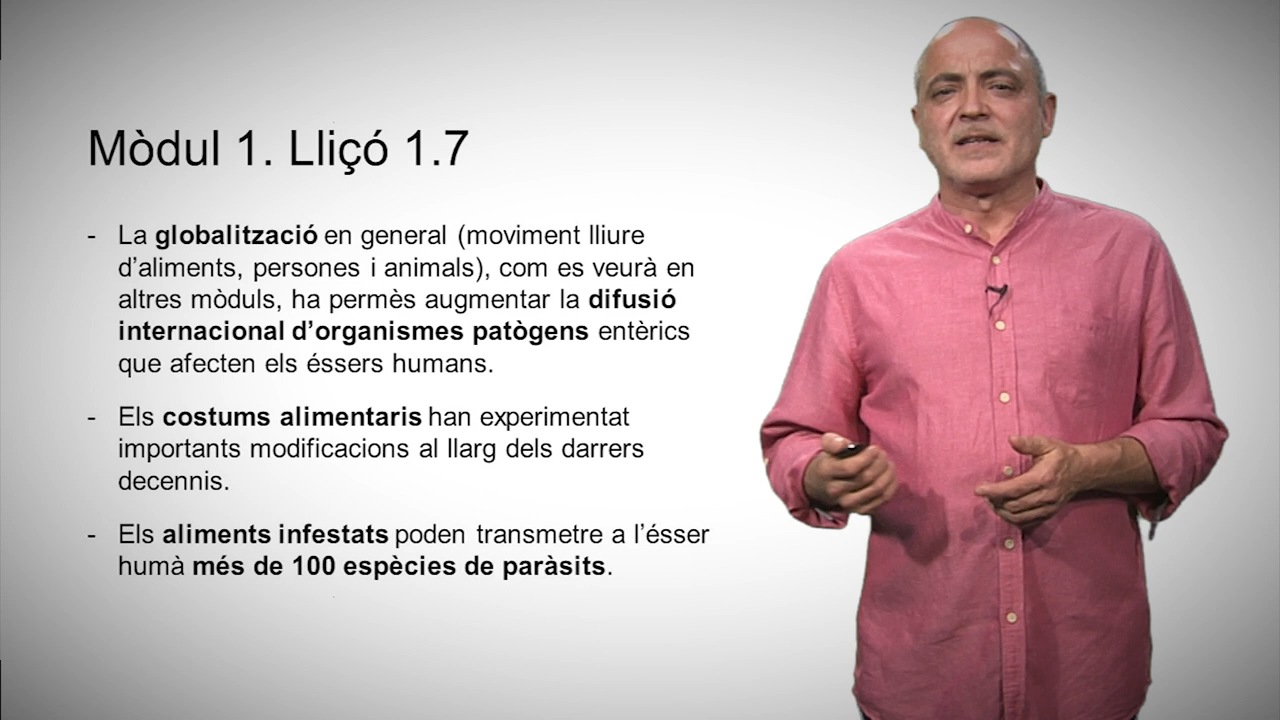 Mòdul 1. Lliçó 1.7
- La globalització en general (moviment lliure
d’aliments, persones i animals), com es veurà en
altres mòduls, ha permès augmentar la difusió
internacional d’organismes patògens entèrics
que afecten els éssers humans.
- Els costums alimentaris han experimentat
importants modificacions al llarg dels darrers
decennis.
- Els aliments infestats poden transmetre a l’ésser
humà més de 100 espècies de paràsits.